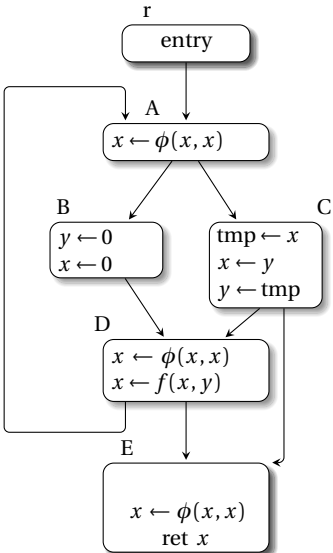 r
entry
A
x ← ϕ(x, x)
B
y ← 0
x ← 0
C
tmp ← x
x ← y
y ← tmp
D
x ← ϕ(x, x)
x ← f(x, y)
E
x ← ϕ(x, x)
ret x